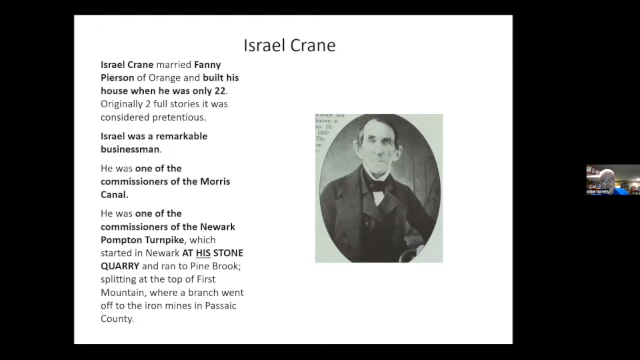 Israel Crane
Israel Crane married Fanny
Pierson of Orange and built his
house when he was only 22.
Originally 2 full stories it was
considered pretentious.
Israel was a remarkable
businessman.
He was one of the
commissioners of the Morris
Canal.
He was one of the
commissioners of the Newark
Pompton Turnpike, which
started in Newark AT HIS STONE
QUARRY and ran to Pine Brook;
splitting at the top of First
Mountain, where a branch went
off to the iron mines in Passaic
County.